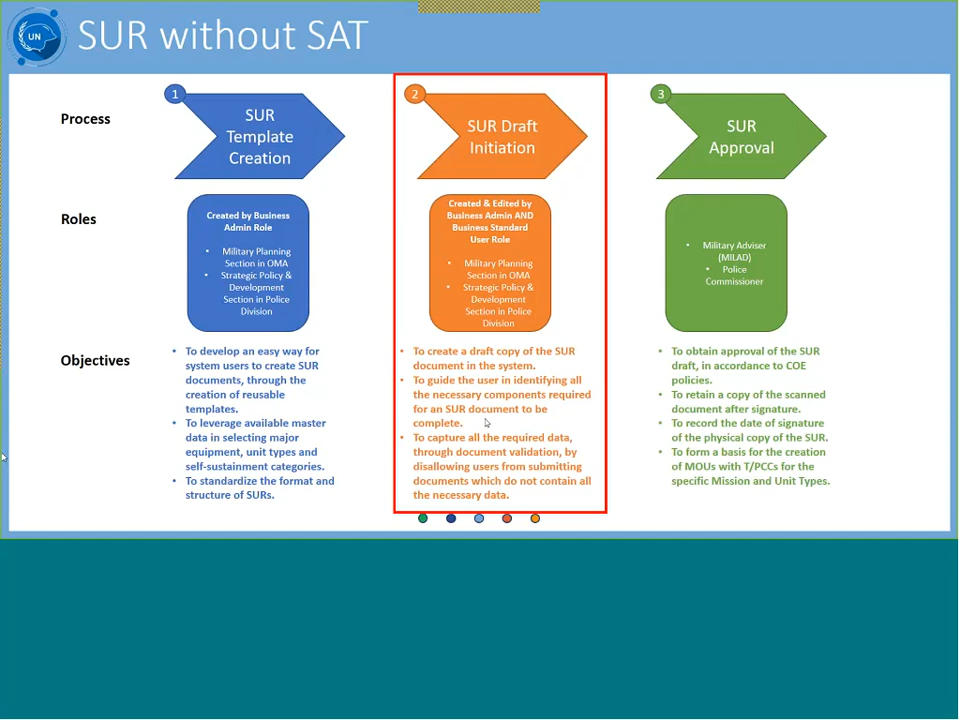 UN
SUR without SAT
Process
1
SUR
Template
Creation
2
SUR Draft
Initiation
3
SUR
Approval
Roles
Created by Business
Admin Role
• Military Planning
Section in OMA
• Strategic Policy &
Development
Section in Police
Division
Created & Edited by
Business Admin AND
Business Standard
User Role
• Military Planning
Section in OMA
• Strategic Policy &
Development
Section in Police
Division
• Military Adviser
(MILAD)
• Police
Commissioner
Objectives
• To develop an easy way for
system users to create SUR
documents, through the
creation of reusable
templates.
• To leverage available master
data in selecting major
equipment, unit types and
self-sustainment categories.
• To standardize the format and
structure of SURs.
• To create a draft copy of the SUR
document in the system.
• To guide the user in identifying all
the necessary components required
for an SUR document to be
complete.
• To capture all the required data,
through document validation, by
disallowing users from submitting
documents which do not contain all
the necessary data.
• To obtain approval of the SUR
draft, in accordance to COE
policies.
• To retain a copy of the scanned
document after signature.
• To record the date of signature
of the physical copy of the SUR.
• To form a basis for the creation
of MOUs with T/PCCs for the
specific Mission and Unit Types.